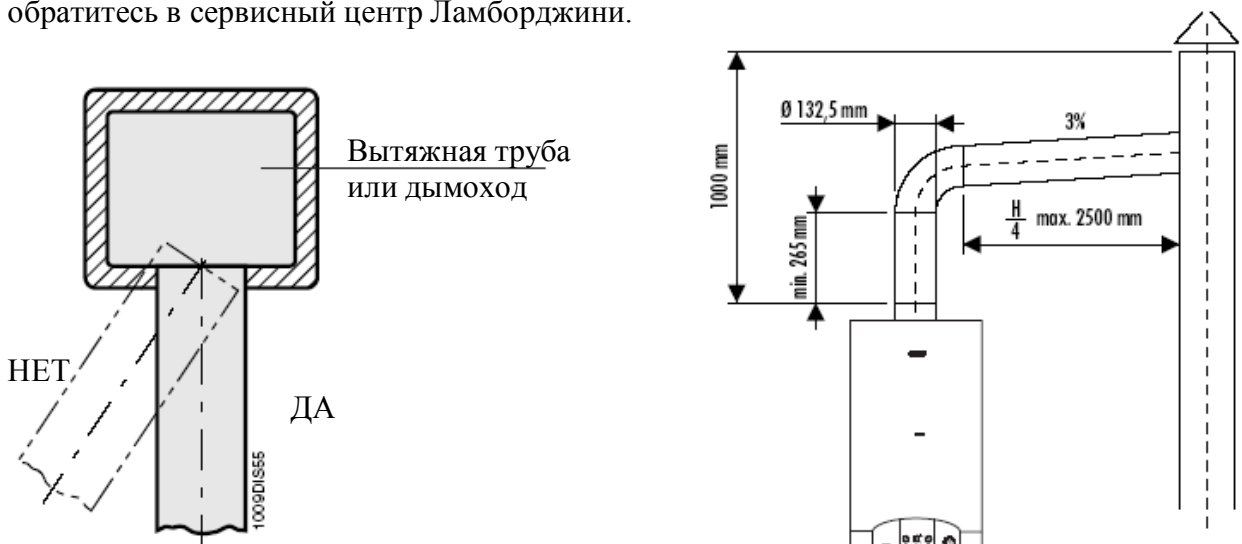 обратитесь в сервисный центр Ламборджини.
Вытяжная труба
или дымоход
НЕТ
ДА
1009DIS55
Ø 132,5 mm
3%
1000 mm
min. 265 mm
H
4 max. 2500 mm